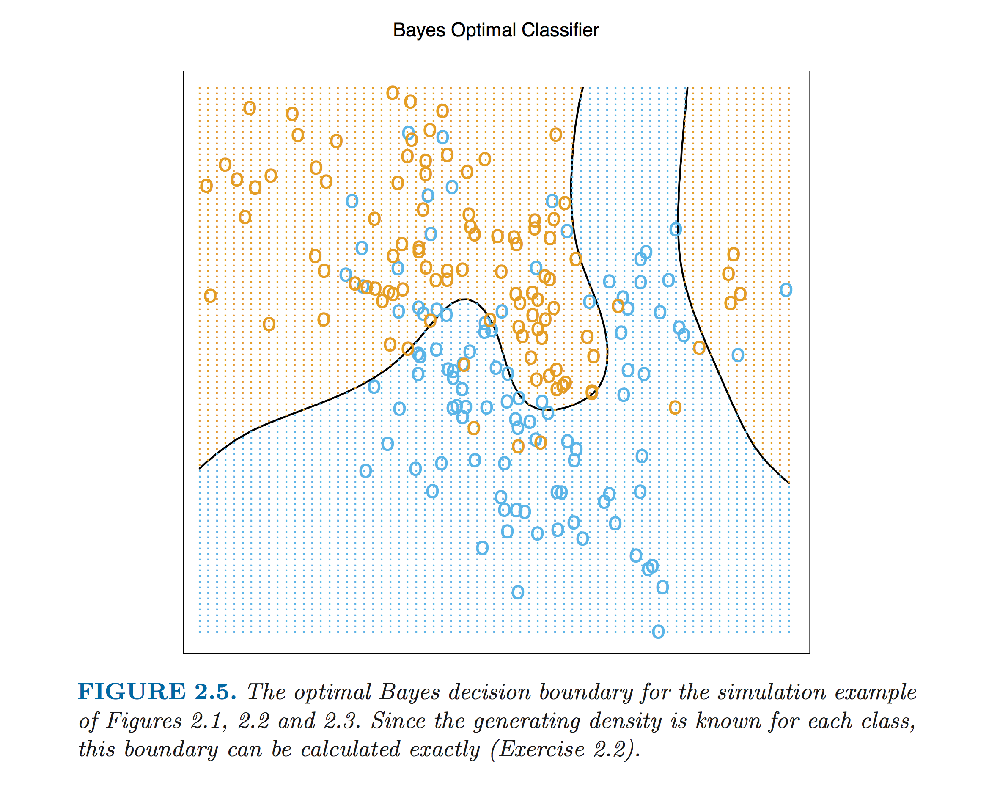 Bayes Optimal Classifier
FIGURE 2.5. The optimal Bayes decision boundary for the simulation example
of Figures 2.1, 2.2 and 2.3. Since the generating density is known for each class,
this boundary can be calculated exactly (Exercise 2.2).